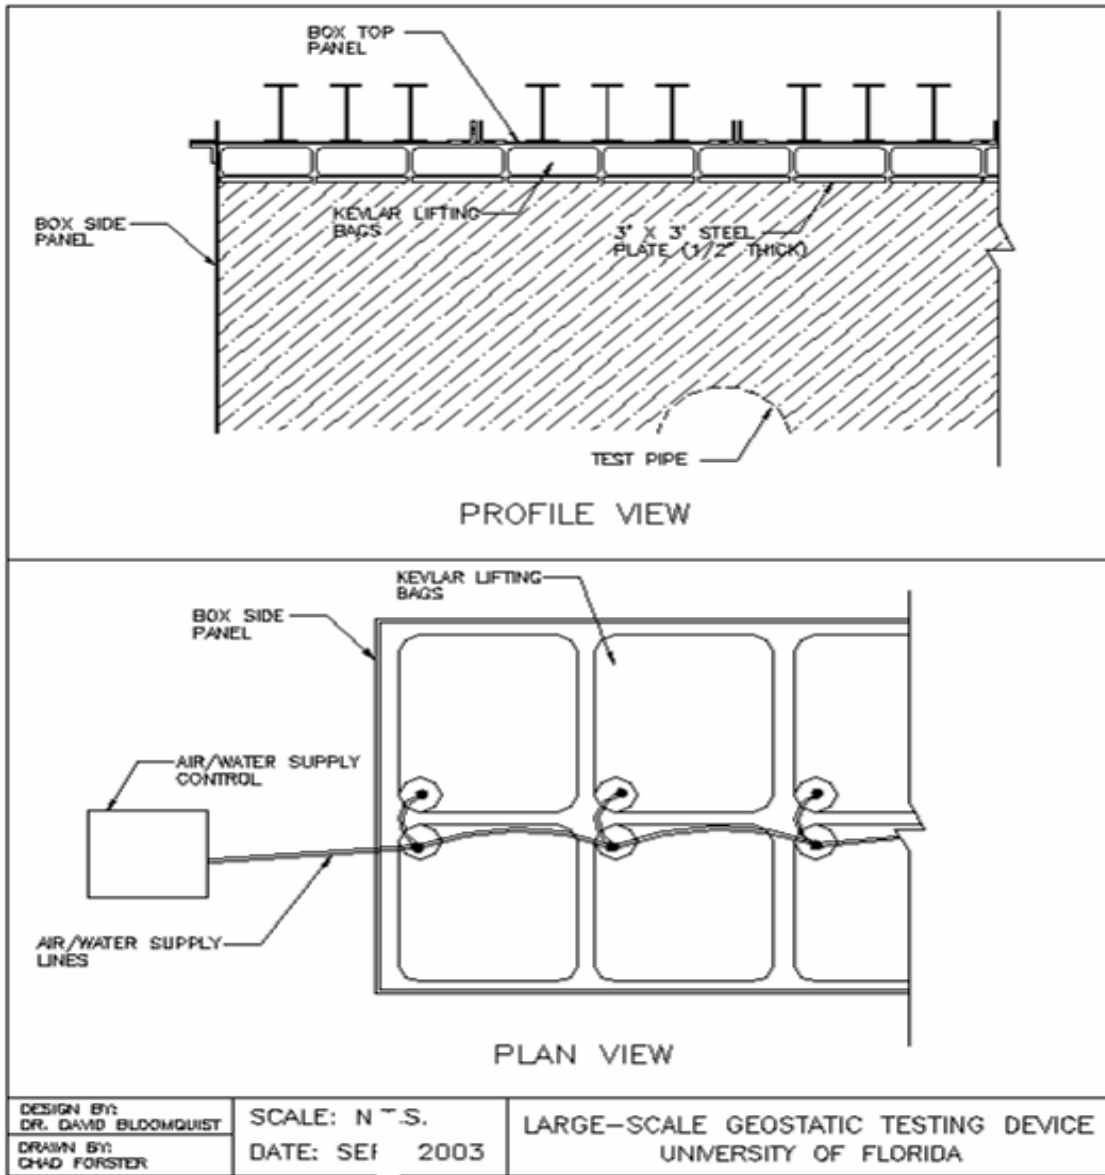 BOX TOP
PANEL
KEVLAR LIFTING
BAGS
3' X 3' STEEL
PLATE (1/2" THICK)
BOX SIDE
PANEL
TEST PIPE
PROFILE VIEW
KEVLAR LIFTING
BAGS
BOX SIDE
PANEL
AIR/WATER SUPPLY
CONTROL
AIR/WATER SUPPLY
LINES
PLAN VIEW
DESIGN BY:
DR. DAVID BLOOMQUIST
DRAWN BY:
CHAD FORSTER
SCALE:
DATE: 2003
LARGE-SCALE GEOSTATIC TESTING DEVICE
UNIVERSITY OF FLORIDA